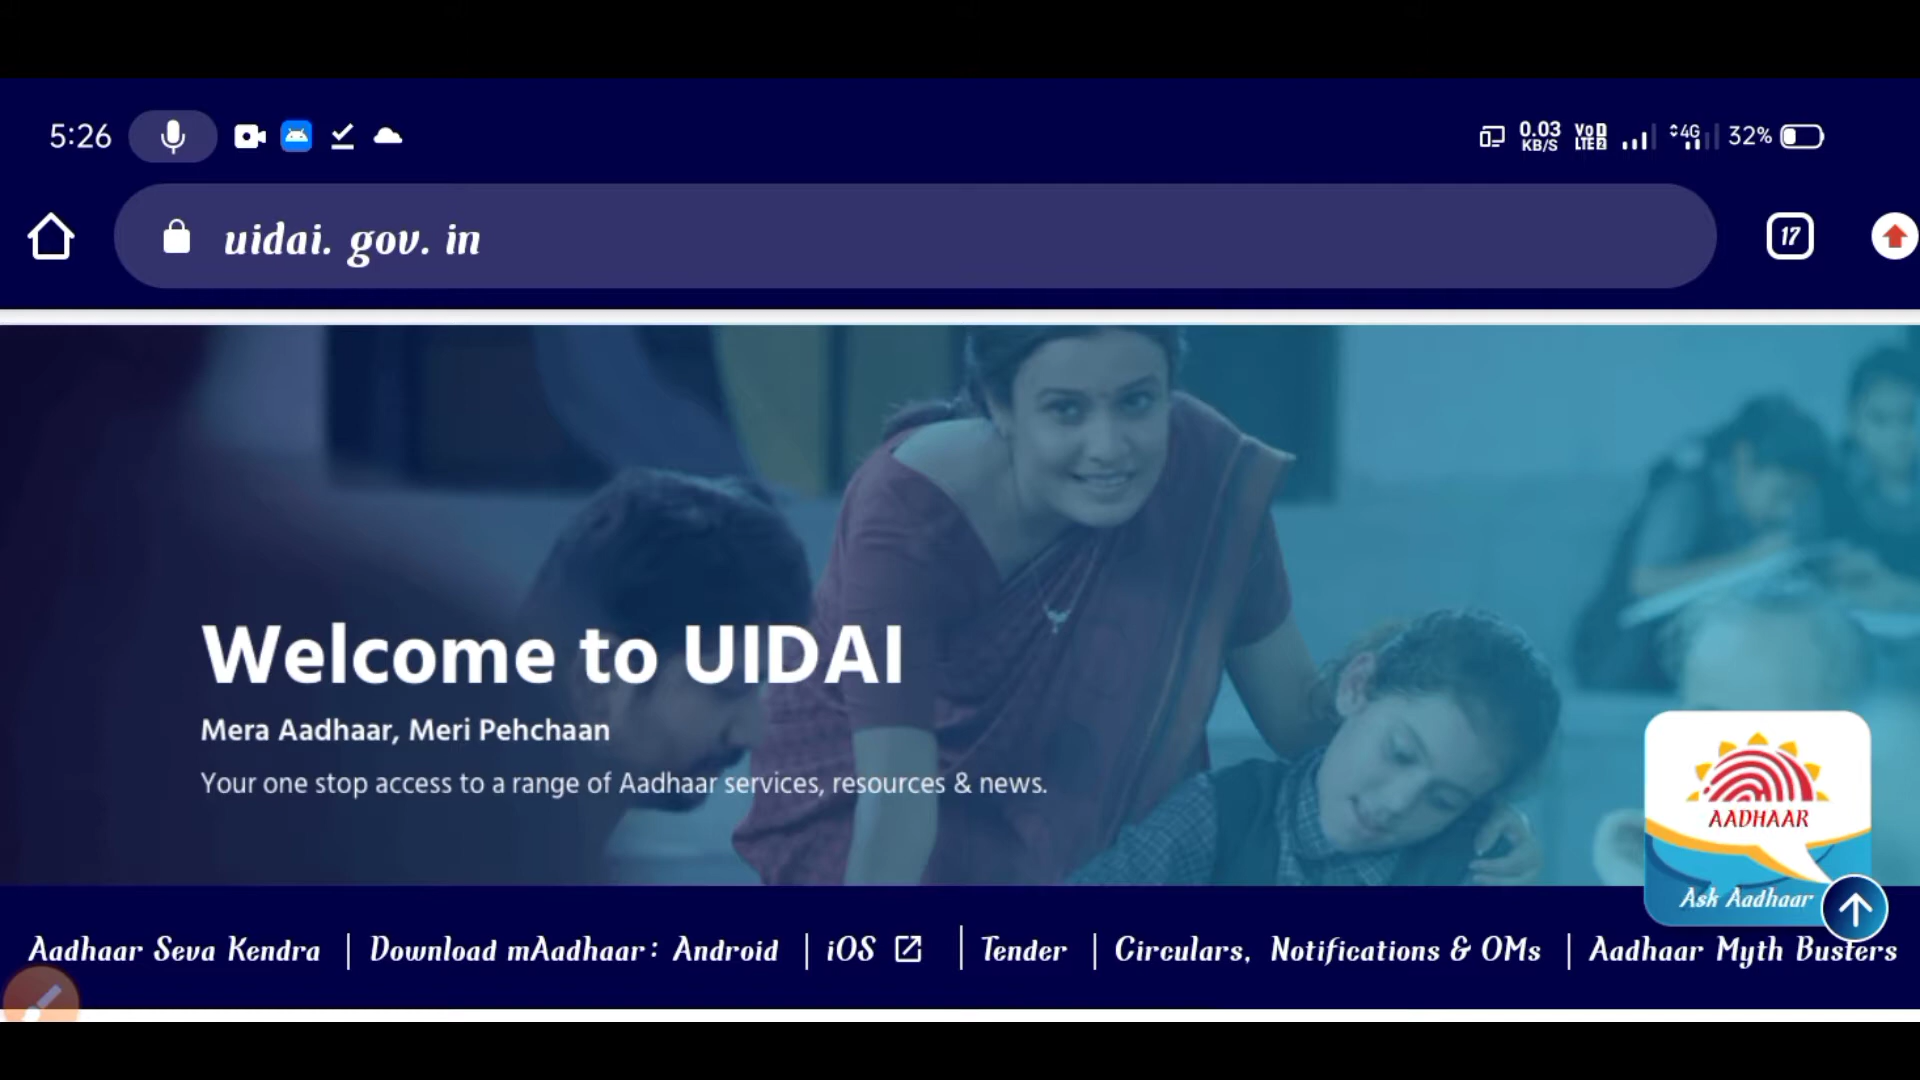 5:26
0.03 KB/S VoD LTE2 4G 32%
uidai. gov. in
17
Welcome to UIDAI
Mera Aadhaar, Meri Pehchaan
Your one stop access to a range of Aadhaar services, resources & news.
AADHAAR
Ask Aadhaar
Aadhaar Seva Kendra | Download mAadhaar: Android | iOS | Tender | Circulars, Notifications & OMs | Aadhaar Myth Busters